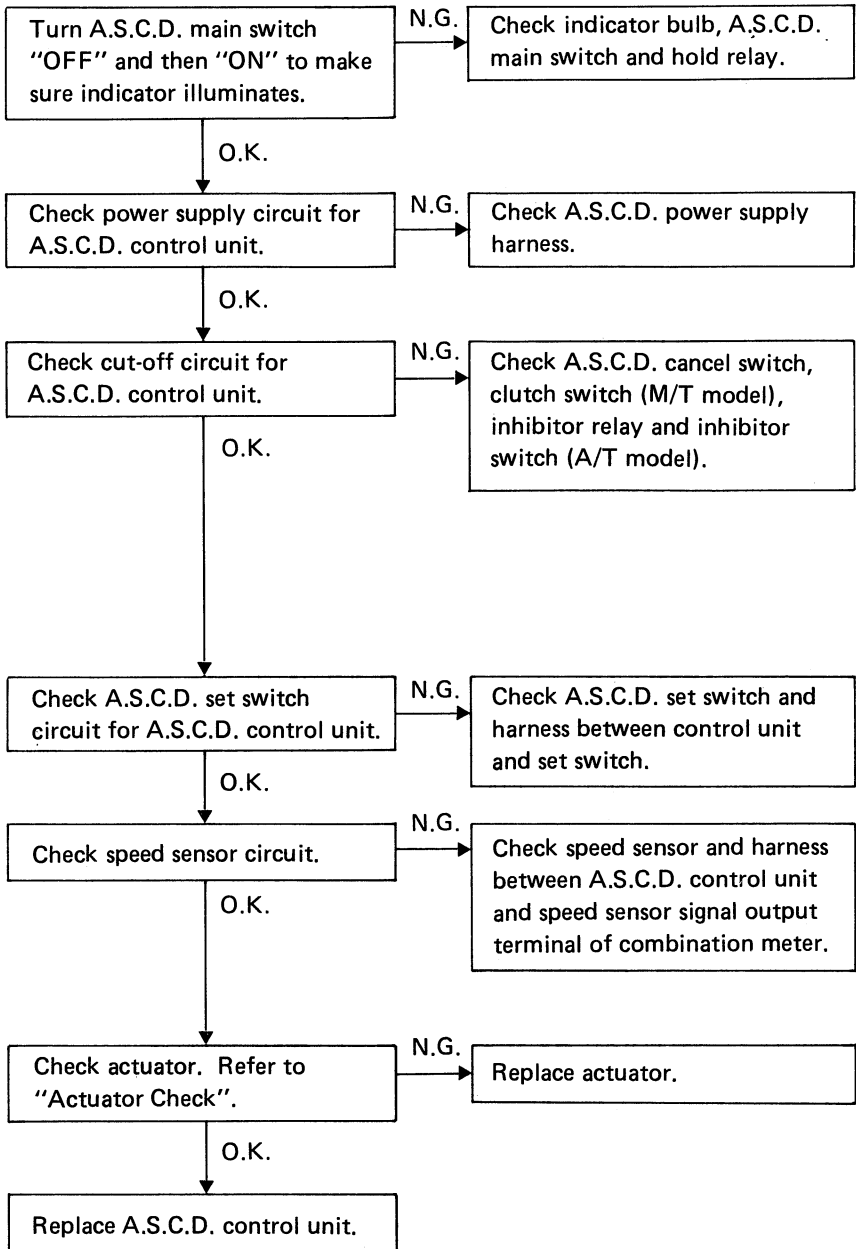 Turn A.S.C.D. main switch
"OFF" and then "ON" to make
sure indicator illuminates.
N.G.
Check indicator bulb, A.S.C.D.
main switch and hold relay.
O.K.
Check power supply circuit for
A.S.C.D. control unit.
N.G.
Check A.S.C.D. power supply
harness.
O.K.
Check cut-off circuit for
A.S.C.D. control unit.
N.G.
Check A.S.C.D. cancel switch,
clutch switch (M/T model),
inhibitor relay and inhibitor
switch (A/T model).
O.K.
Check A.S.C.D. set switch
circuit for A.S.C.D. control unit.
N.G.
Check A.S.C.D. set switch and
harness between control unit
and set switch.
O.K.
Check speed sensor circuit.
N.G.
Check speed sensor and harness
between A.S.C.D. control unit
and speed sensor signal output
terminal of combination meter.
O.K.
Check actuator. Refer to
"Actuator Check".
N.G.
Replace actuator.
O.K.
Replace A.S.C.D. control unit.